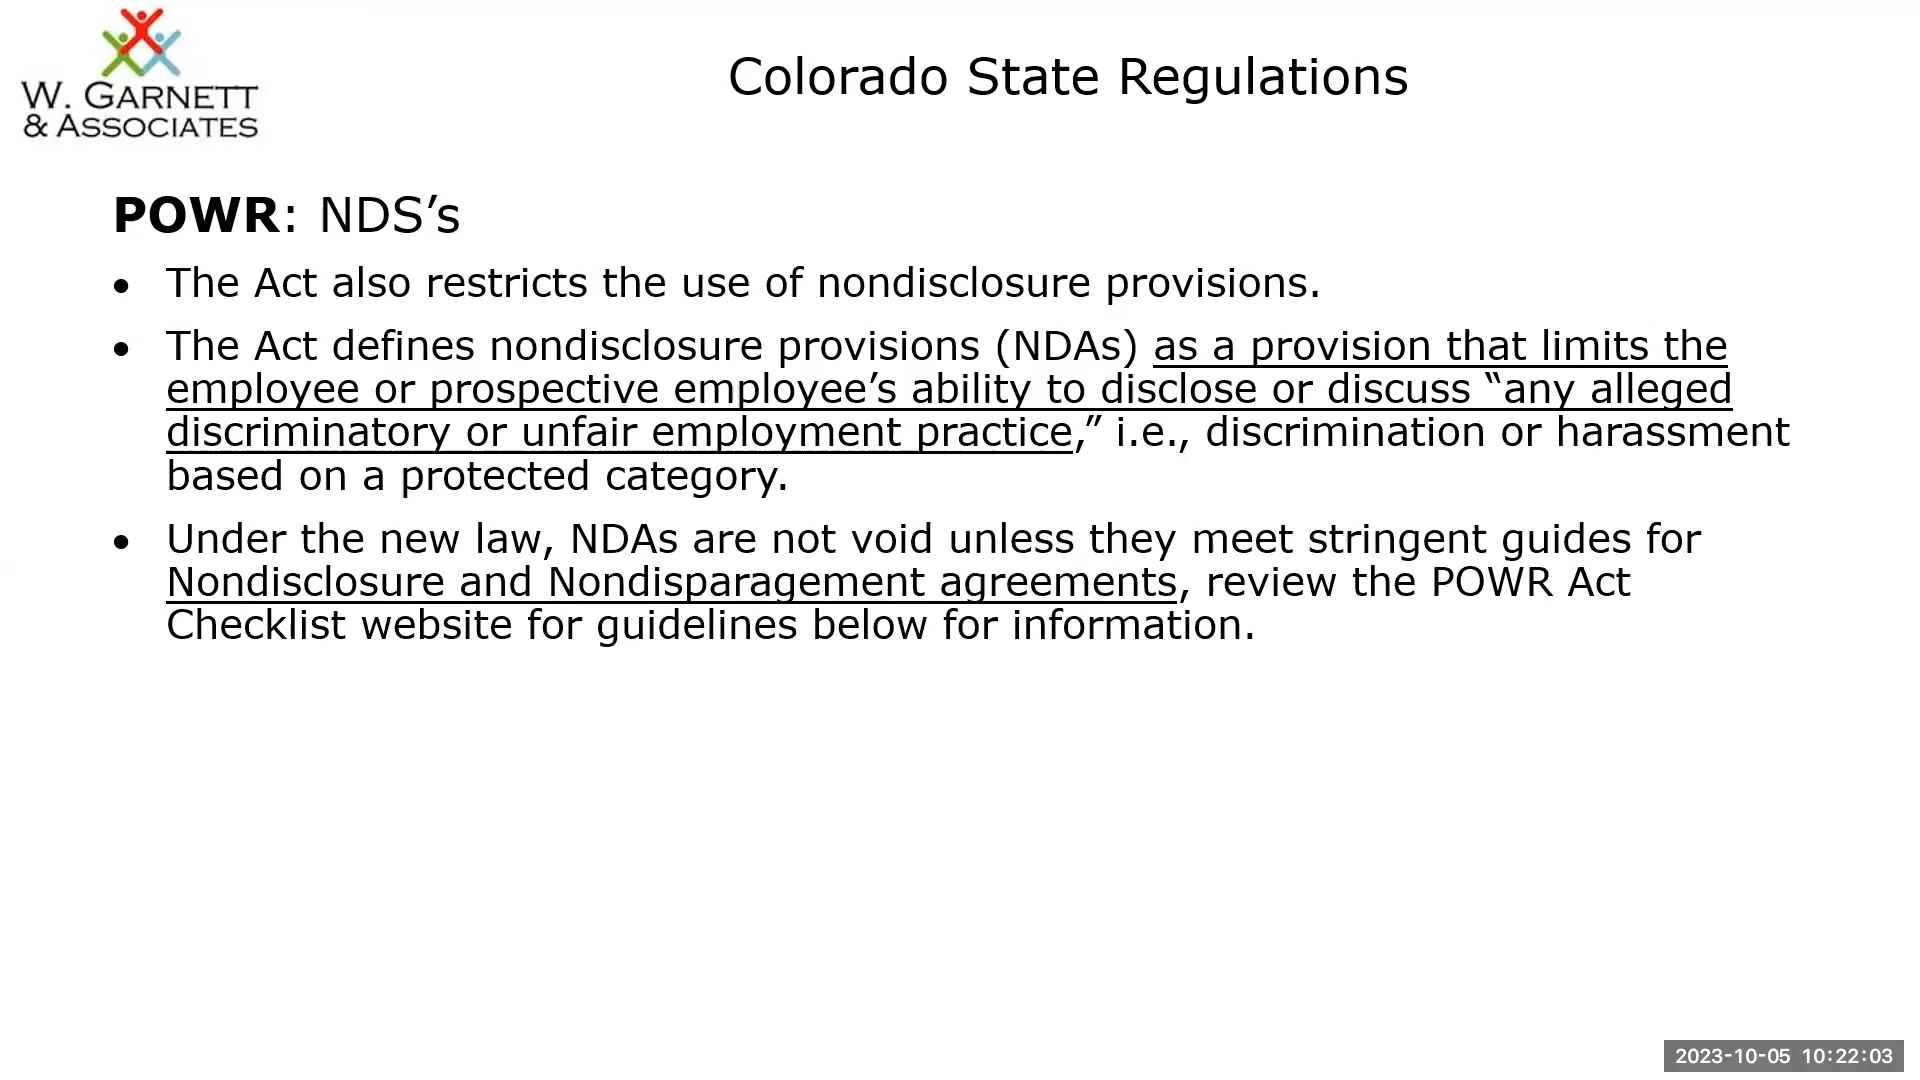 W. GARNETT
& ASSOCIATES
Colorado State Regulations
POWR: NDS’s
• The Act also restricts the use of nondisclosure provisions.
• The Act defines nondisclosure provisions (NDAs) as a provision that limits the
employee or prospective employee’s ability to disclose or discuss “any alleged
discriminatory or unfair employment practice,” i.e., discrimination or harassment
based on a protected category.
• Under the new law, NDAs are not void unless they meet stringent guides for
Nondisclosure and Nondisparagement agreements, review the POWR Act
Checklist website for guidelines below for information.
2023-10-05 10:22:03